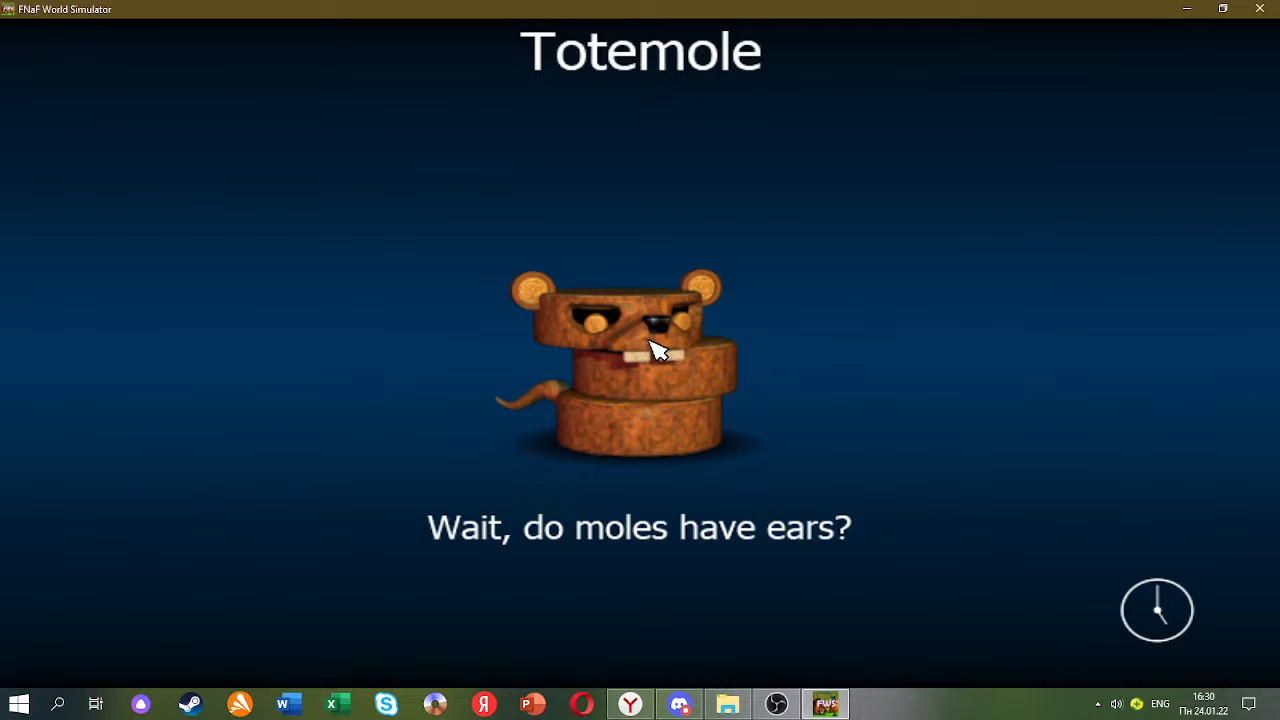 FNaF World Simulator
Totemole
Wait, do moles have ears?
16:30
ENG
Пн 24.01.22